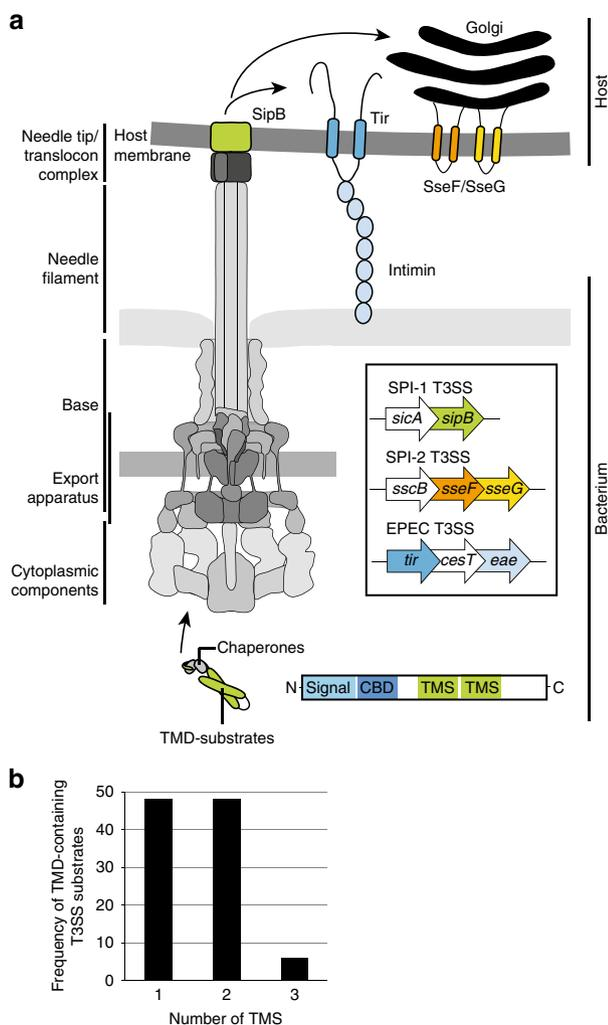 a
Golgi
Host
SipB
Tir
Needle tip/
translocon
complex
Host
membrane
SseF/SseG
Needle
filament
Intimin
Base
Export
apparatus
Cytoplasmic
components
SPI-1 T3SS
sicA sipB
SPI-2 T3SS
sscB sseF sseG
EPEC T3SS
tir cesT eae
Bacterium
Chaperones
TMD-substrates
N Signal CBD TMS TMS C
b
Frequency of TMD-containing
T3SS substrates
50
40
30
20
10
0
1 2 3
Number of TMS